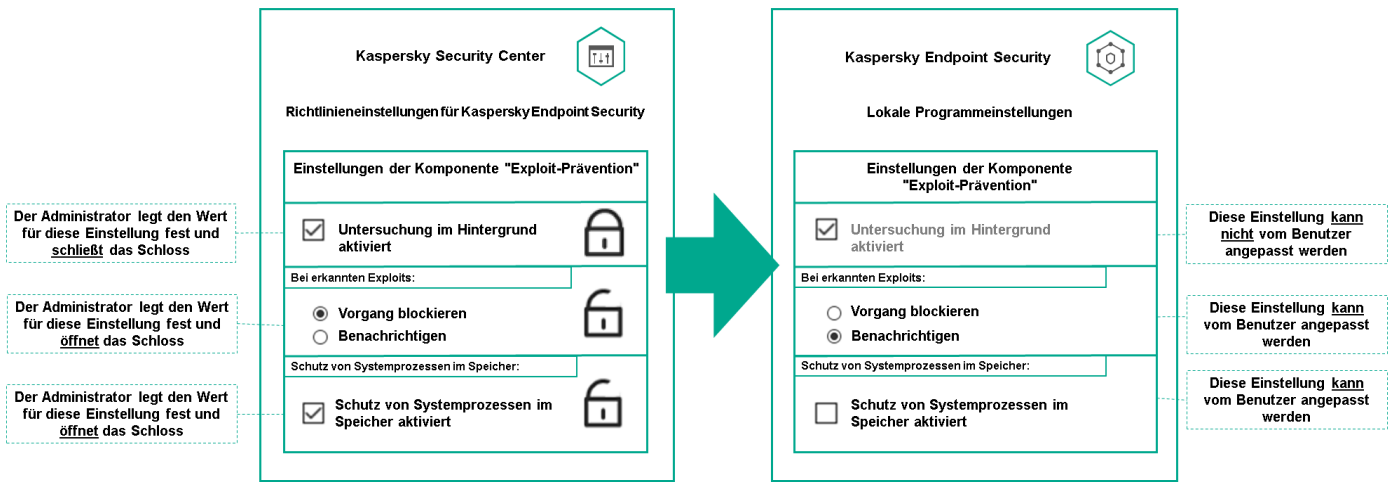 Kaspersky Security Center
Richtlinieneinstellungen für Kaspersky Endpoint Security
Einstellungen der Komponente "Exploit-Prävention"
Der Administrator legt den Wert
für diese Einstellung fest und
schließt das Schloss
Untersuchung im Hintergrund
aktiviert
Bei erkannten Exploits:
Der Administrator legt den Wert
für diese Einstellung fest und
öffnet das Schloss
Vorgang blockieren
Benachrichtigen
Schutz von Systemprozessen im Speicher:
Der Administrator legt den Wert
für diese Einstellung fest und
öffnet das Schloss
Schutz von Systemprozessen im
Speicher aktiviert
Kaspersky Endpoint Security
Lokale Programmeinstellungen
Einstellungen der Komponente
"Exploit-Prävention"
Untersuchung im Hintergrund
aktiviert
Diese Einstellung kann
nicht vom Benutzer
angepasst werden
Bei erkannten Exploits:
Vorgang blockieren
Benachrichtigen
Diese Einstellung kann
vom Benutzer angepasst
werden
Schutz von Systemprozessen im Speicher:
Schutz von Systemprozessen im
Speicher aktiviert
Diese Einstellung kann
vom Benutzer angepasst
werden